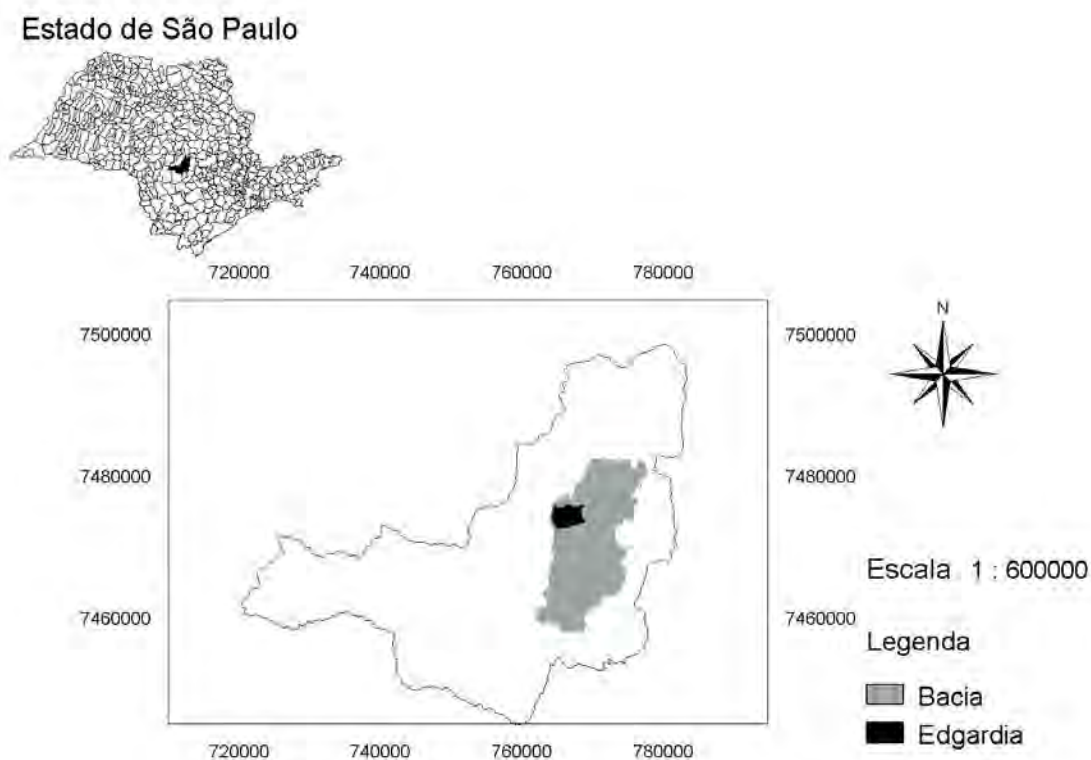 Estado de São Paulo
720000 740000 760000 780000
N
7500000 7500000
7480000 7480000
Escala 1 : 600000
7460000 7460000
Legenda
Bacia
Edgardia
720000 740000 760000 780000